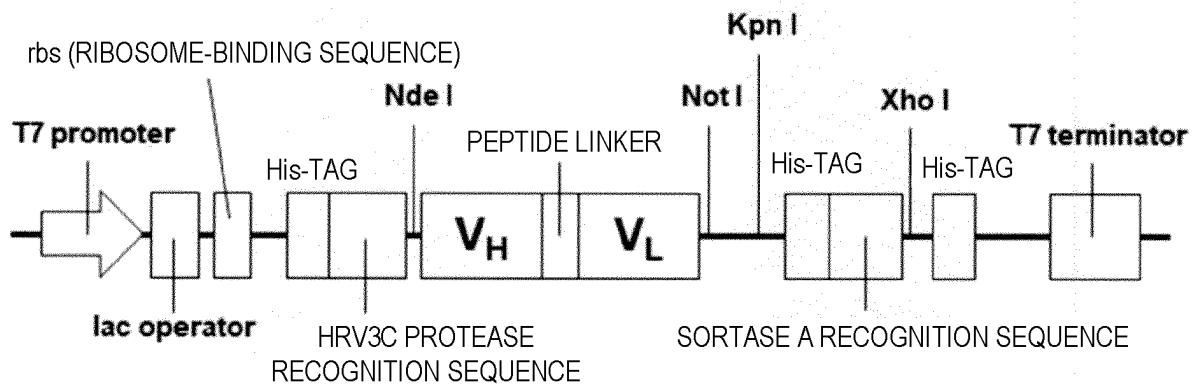 Kpn I
rbs (RIBOSOME-BINDING SEQUENCE)
Nde I
Not I
Xho I
T7 promoter
PEPTIDE LINKER
T7 terminator
His-TAG
His-TAG
His-TAG
VH
VL
lac operator
HRV3C PROTEASE
RECOGNITION SEQUENCE
SORTASE A RECOGNITION SEQUENCE